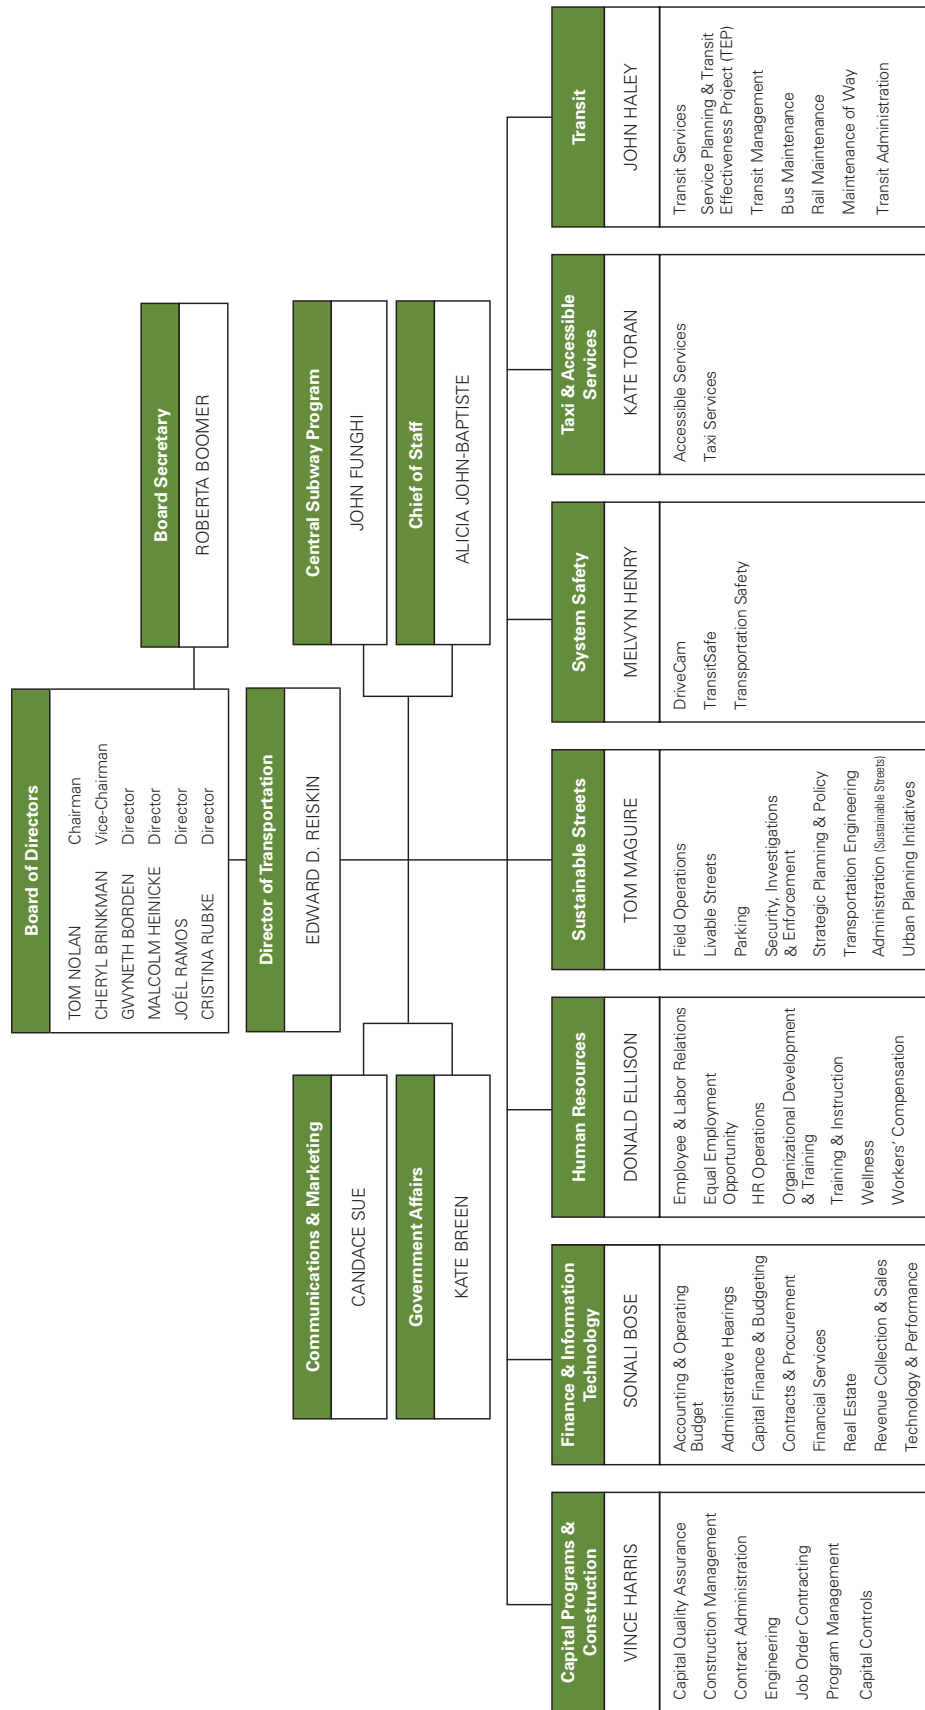 Board of Directors
TOM NOLAN Chairman
CHERYL BRINKMAN Vice-Chairman
GWYNETH BORDEN Director
MALCOLM HEINICKE Director
JOÉL RAMOS Director
CRISTINA RUBKE Director
Board Secretary
ROBERTA BOOMER
Director of Transportation
EDWARD D. REISKIN
Communications & Marketing
CANDACE SUE
Government Affairs
KATE BREEN
Central Subway Program
JOHN FUNGHI
Chief of Staff
ALICIA JOHN-BAPTISTE
Capital Programs &
Construction
VINCE HARRIS
Capital Quality Assurance
Construction Management
Contract Administration
Engineering
Job Order Contracting
Program Management
Capital Controls
Finance & Information
Technology
SONALI BOSE
Accounting & Operating
Budget
Administrative Hearings
Capital Finance & Budgeting
Contracts & Procurement
Financial Services
Real Estate
Revenue Collection & Sales
Technology & Performance
Human Resources
DONALD ELLISON
Employee & Labor Relations
Equal Employment
Opportunity
HR Operations
Organizational Development
& Training
Training & Instruction
Wellness
Workers' Compensation
Sustainable Streets
TOM MAGUIRE
Field Operations
Livable Streets
Parking
Security, Investigations
& Enforcement
Strategic Planning & Policy
Transportation Engineering
Administration (Sustainable Streets)
Urban Planning Initiatives
System Safety
MELVYN HENRY
DriveCam
TransitSafe
Transportation Safety
Taxi & Accessible
Services
KATE TORAN
Accessible Services
Taxi Services
Transit
JOHN HALEY
Transit Services
Service Planning & Transit
Effectiveness Project (TEP)
Transit Management
Bus Maintenance
Rail Maintenance
Maintenance of Way
Transit Administration